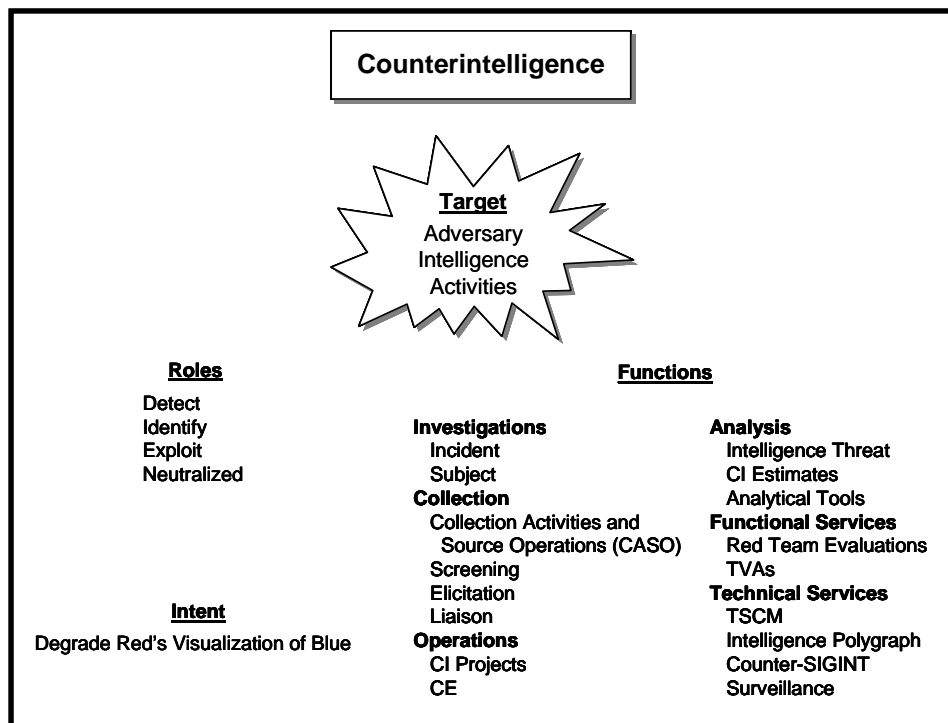 Counterintelligence
Target
Adversary
Intelligence
Activities
Roles
Detect
Identify
Exploit
Neutralized
Intent
Degrade Red's Visualization of Blue
Functions
Investigations
Incident
Subject
Collection
Collection Activities and
Source Operations (CASO)
Screening
Elicitation
Liaison
Operations
CI Projects
CE
Analysis
Intelligence Threat
CI Estimates
Analytical Tools
Functional Services
Red Team Evaluations
TVAs
Technical Services
TSCM
Intelligence Polygraph
Counter-SIGINT
Surveillance